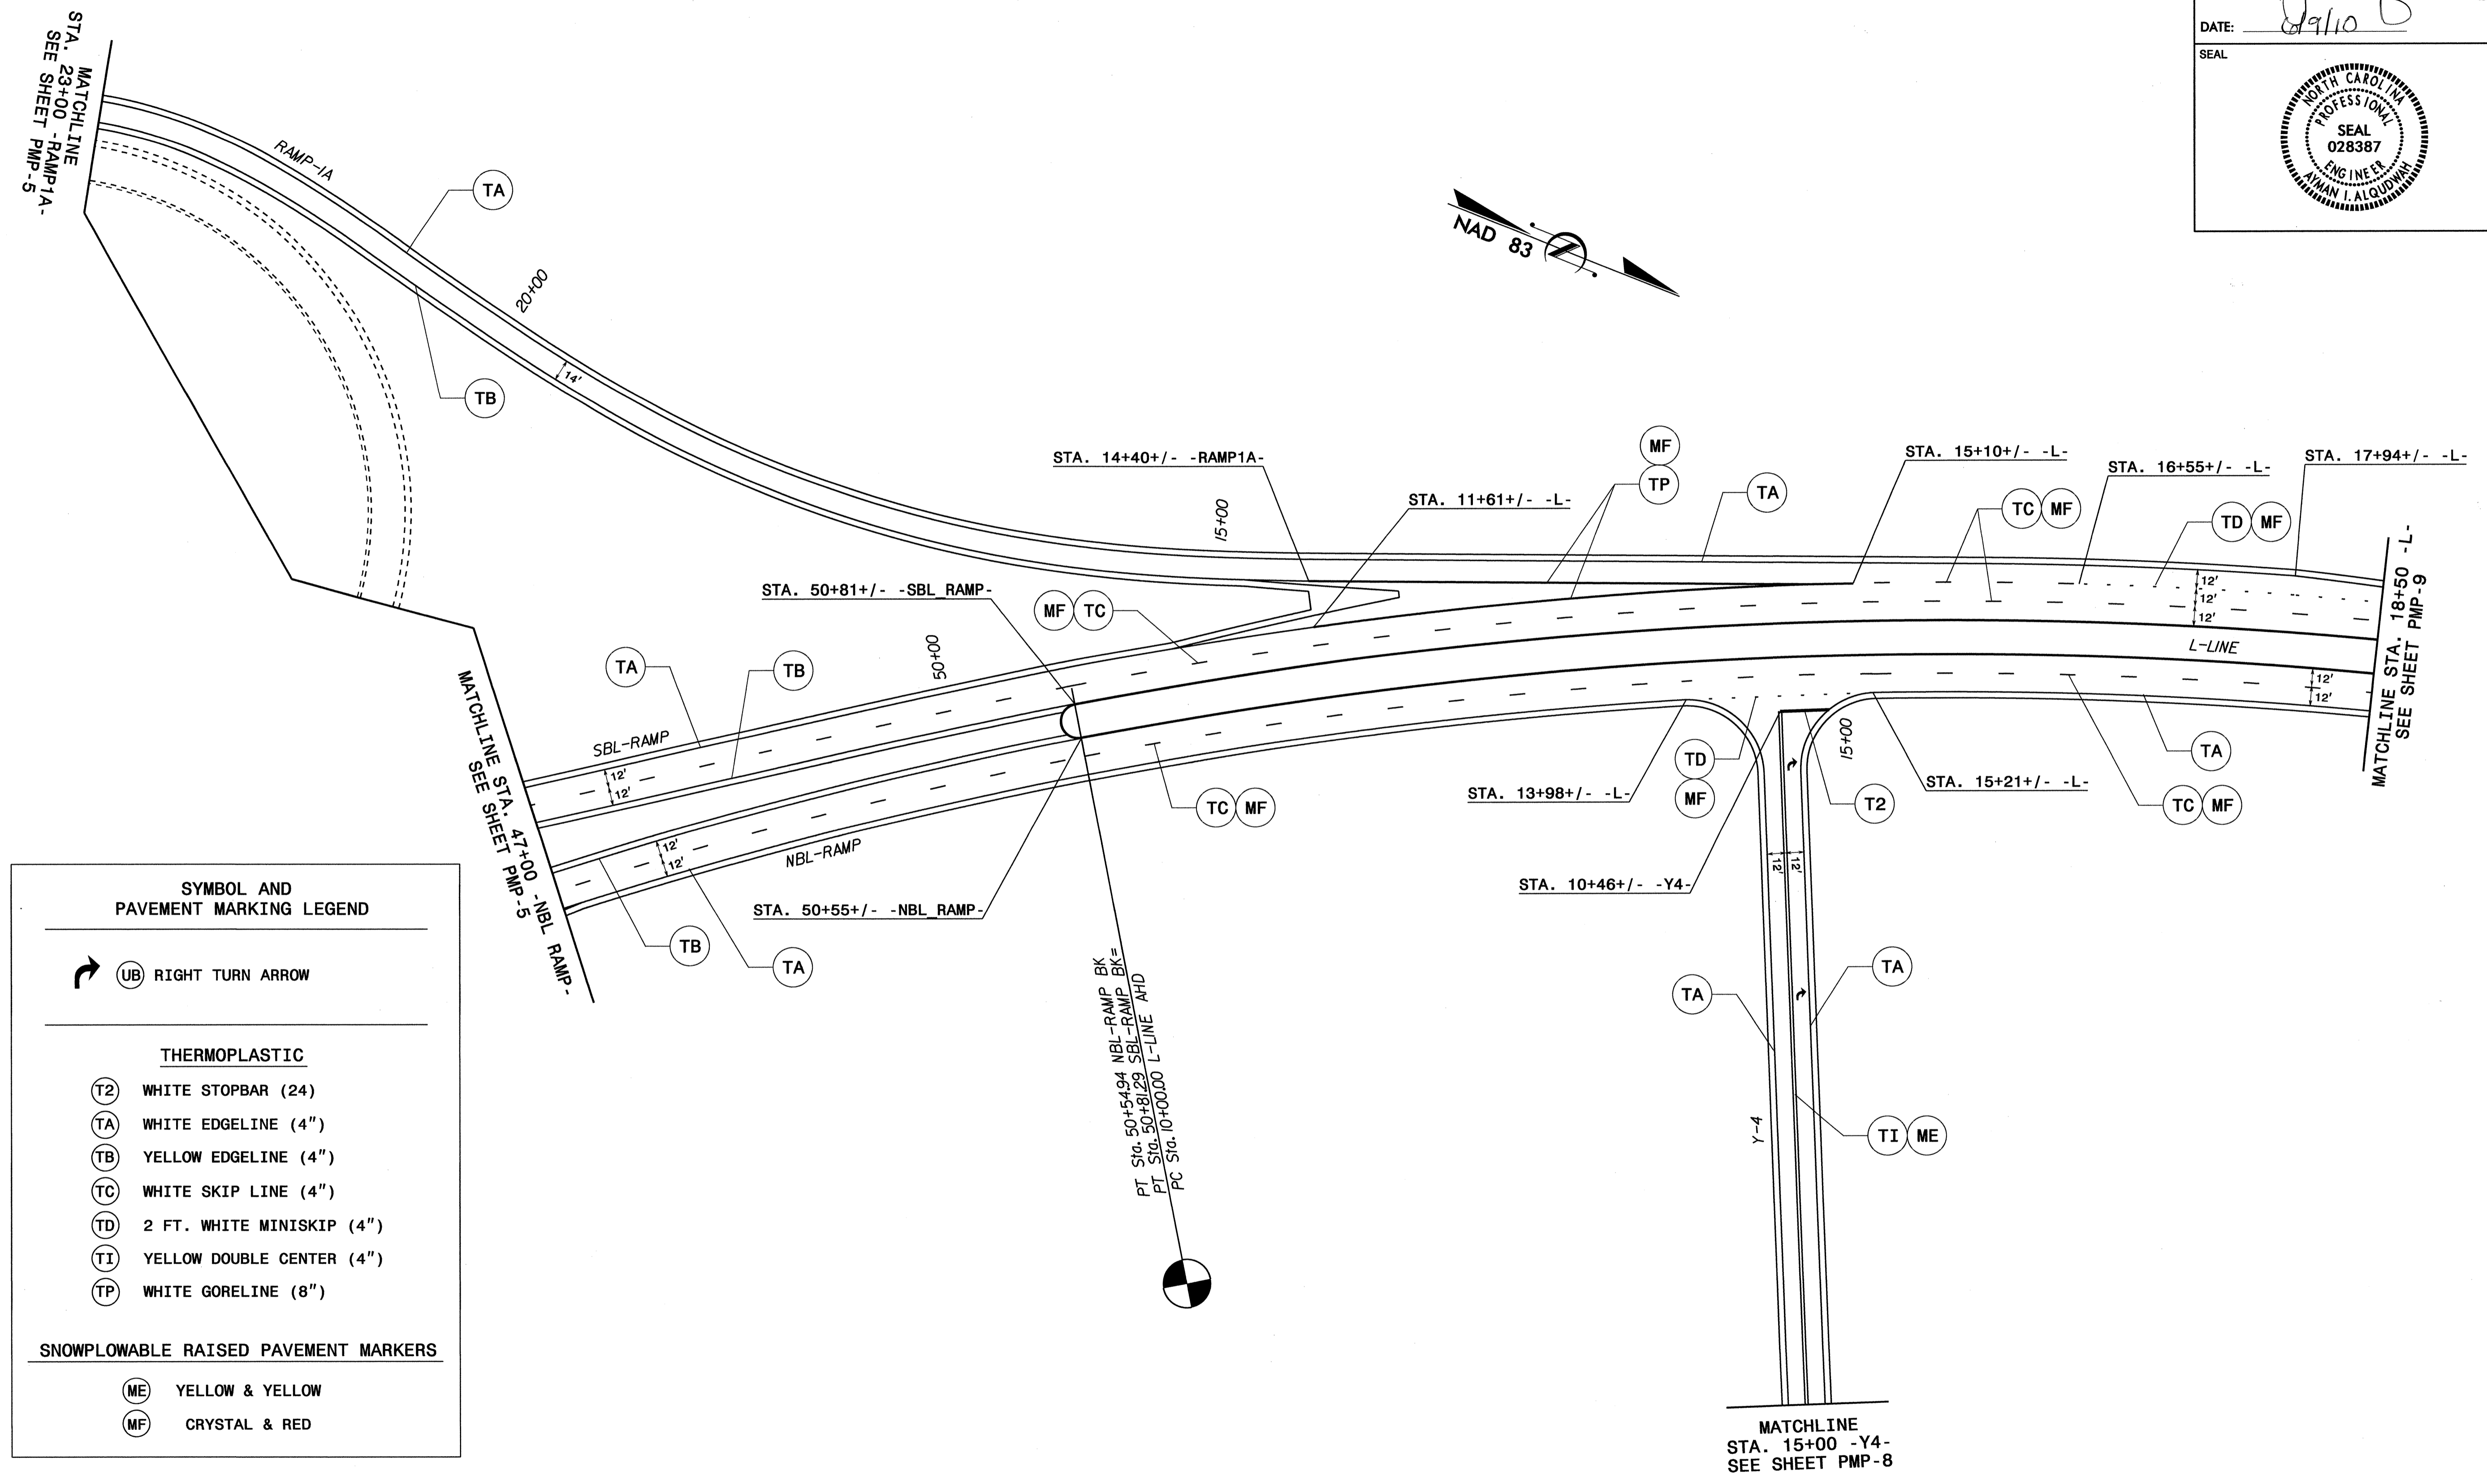 DATE:
SEAL
NORTH CAROLINA
PROFESSIONAL
SEAL
028387
ENGINEER
AYMAN I. ALQUDWAH
MATCHLINE
STA. 23+00 -RAMP1A-
SEE SHEET PMP-5
RAMP-1A
TA
20+00
14'
TB
NAD 83
MF
TP
STA. 14+40+/- -RAMP1A-
15+00
STA. 11+61+/- -L-
TA
STA. 15+10+/- -L-
STA. 16+55+/- -L-
STA. 17+94+/- -L-
TC MF
TD MF
12'
12'
12'
L-LINE
12'
12'
MATCHLINE STA. 18+50 -L-
SEE SHEET PMP-9
STA. 50+81+/- -SBL_RAMP-
MF TC
50+00
TA
TB
SBL-RAMP
12'
12'
MATCHLINE STA. 47+00 -NBL RAMP-
SEE SHEET PMP-5
12'
12'
NBL-RAMP
TC MF
STA. 50+55+/- -NBL_RAMP-
TB
TA
PT Sta. 50+54.94 NBL-RAMP BK
PT Sta. 50+81.29 SBL-RAMP BK=
PC Sta. 10+00.00 L-LINE AHD
TD
MF
STA. 13+98+/- -L-
15+00
T2
STA. 15+21+/- -L-
TA
TC MF
STA. 10+46+/- -Y4-
12'
12'
TA
TA
Y-4
TI ME
MATCHLINE
STA. 15+00 -Y4-
SEE SHEET PMP-8
SYMBOL AND
PAVEMENT MARKING LEGEND
UB RIGHT TURN ARROW
THERMOPLASTIC
T2 WHITE STOPBAR (24)
TA WHITE EDGELINE (4")
TB YELLOW EDGELINE (4")
TC WHITE SKIP LINE (4")
TD 2 FT. WHITE MINISKIP (4")
TI YELLOW DOUBLE CENTER (4")
TP WHITE GORELINE (8")
SNOWPLOWABLE RAISED PAVEMENT MARKERS
ME YELLOW & YELLOW
MF CRYSTAL & RED